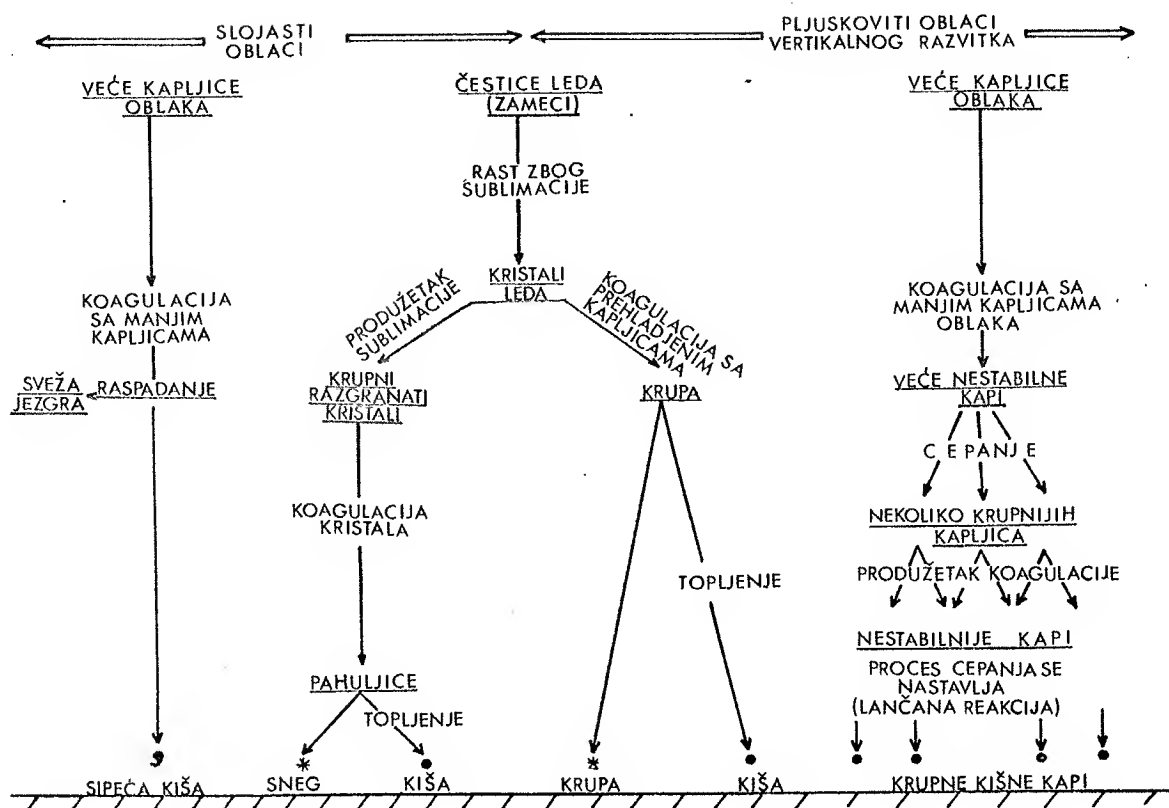 SLOJASTI
OBLACI
PLJUSKOVITI OBLACI
VERTIKALNOG RAZVITKA
VEĆE KAPLJICE
OBLAKA
ČESTICE LEDA
(ZAMECI)
VEĆE KAPLJICE
OBLAKA
RAST ZBOG
SUBLIMACIJE
KRISTALI
LEDA
PRODUŽETAK
SUBLIMACIJE
KOAGULACIJA SA
PREHLADJENIM
KAPLJICAMA
KOAGULACIJA
SA MANJIM
KAPLJICAMA
KOAGULACIJA SA
MANJIM KAPLJICAMA
OBLAKA
SVEŽA
JEZGRA
RASPADANJE
KRUPNI
RAZGRANATI
KRISTALI
KRUPA
VEĆE NESTABILNE
KAPI
CEPANJE
KOAGULACIJA
KRISTALA
NEKOLIKO KRUPNIJIH
KAPLJICA
TOPLJENJE
PRODUŽETAK KOAGULACIJE
NESTABILNIJE KAPI
PAHULJICE
PROCES CEPANJA SE
NASTAVLJA
(LANČANA REAKCIJA)
TOPLJENJE
SIPEĆA KIŠA
SNEG
KIŠA
KRUPA
KIŠA
KRUPNE KIŠNE KAPI